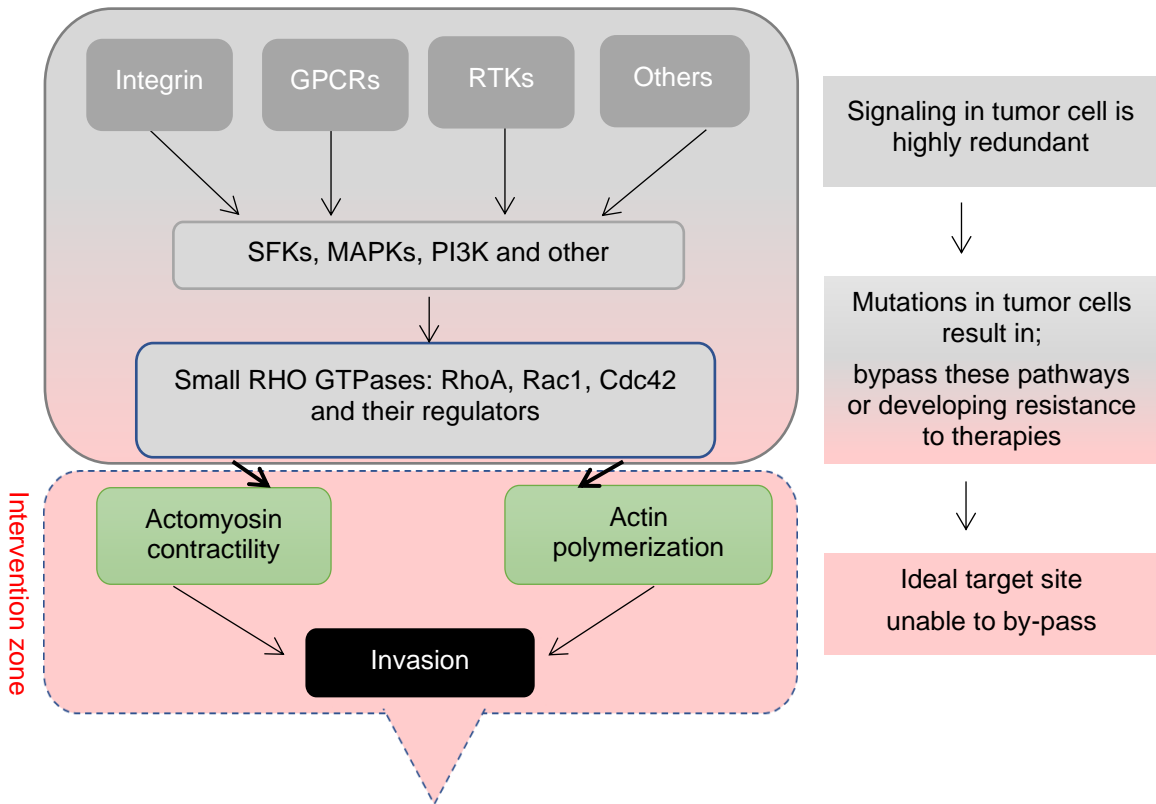 Integrin
GPCRs
RTKs
Others
SFKs, MAPKs, PI3K and other
Small RHO GTPases: RhoA, Rac1, Cdc42
and their regulators
Intervention zone
Actomyosin
contractility
Actin
polymerization
Invasion
Signaling in tumor cell is
highly redundant
Mutations in tumor cells
result in;
bypass these pathways
or developing resistance
to therapies
Ideal target site
unable to by-pass